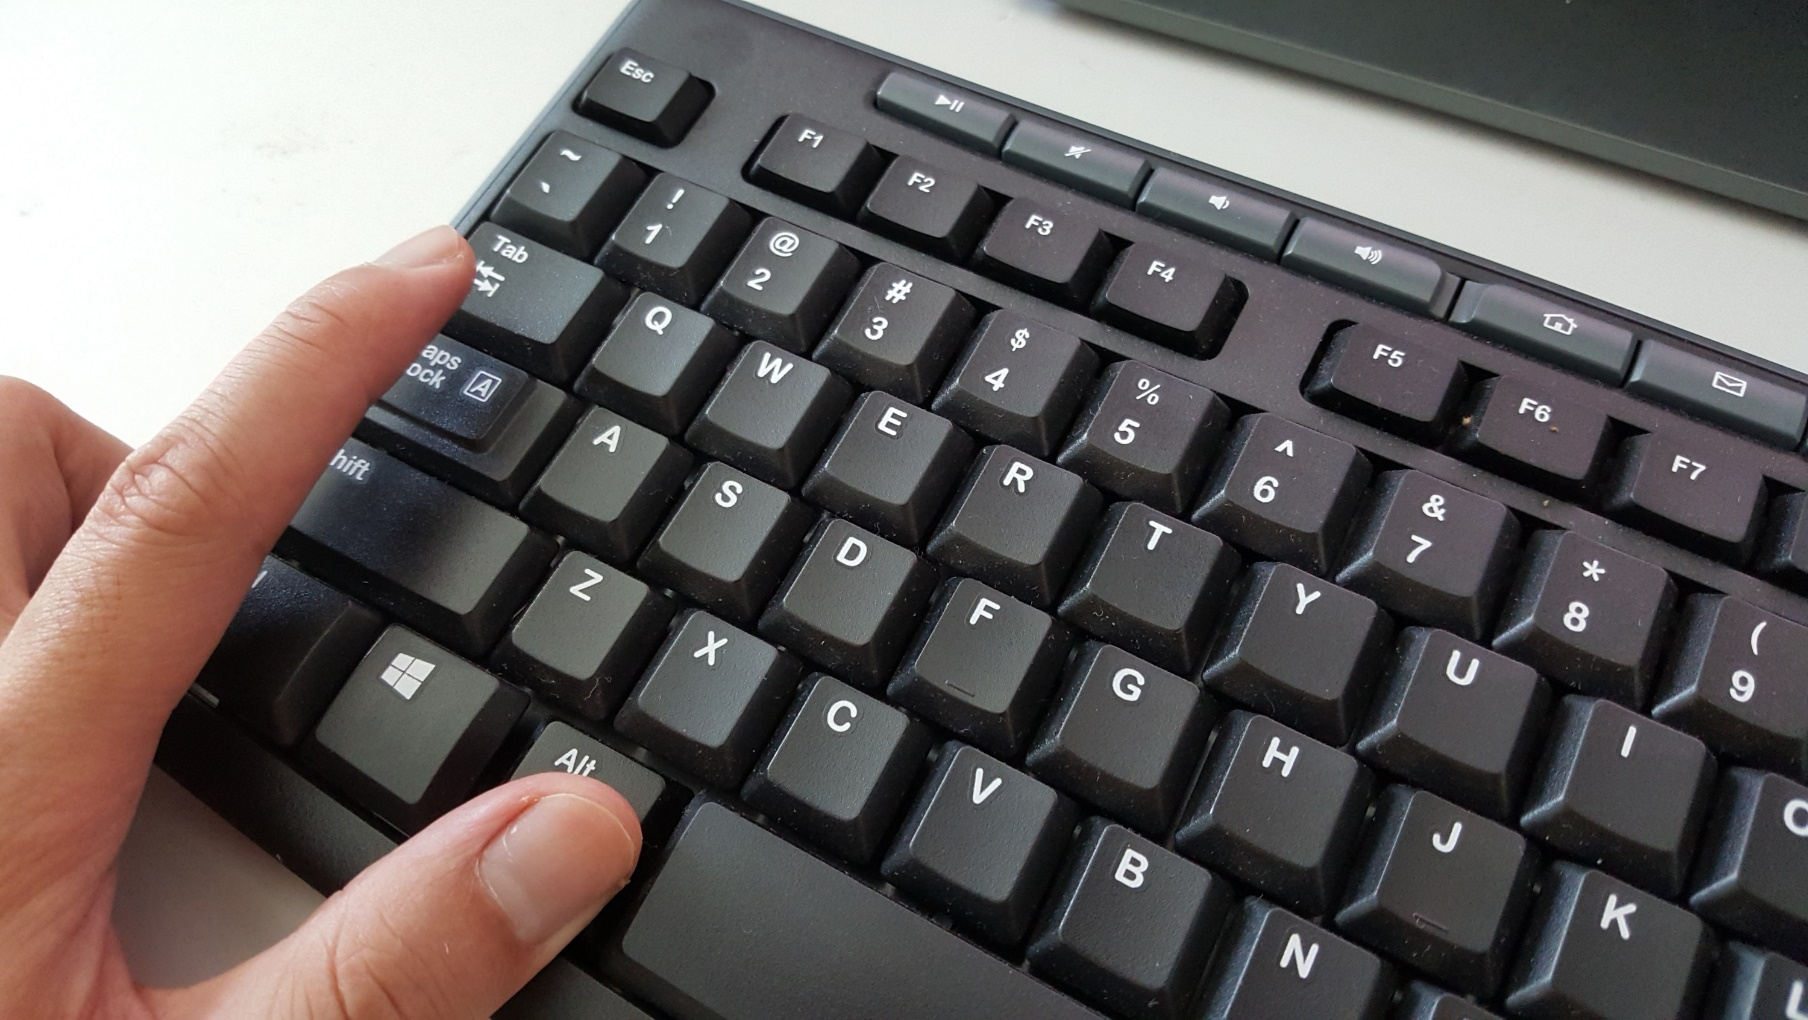 Esc
F1 F2 F3 F4 F5 F6 F7
~ ! @ # $ % ^ & * (
` 1 2 3 4 5 6 7 8 9
Tab Q W E R T Y U I O
aps
ock A A S D F G H J K L
hift Z X C V B N
Alt